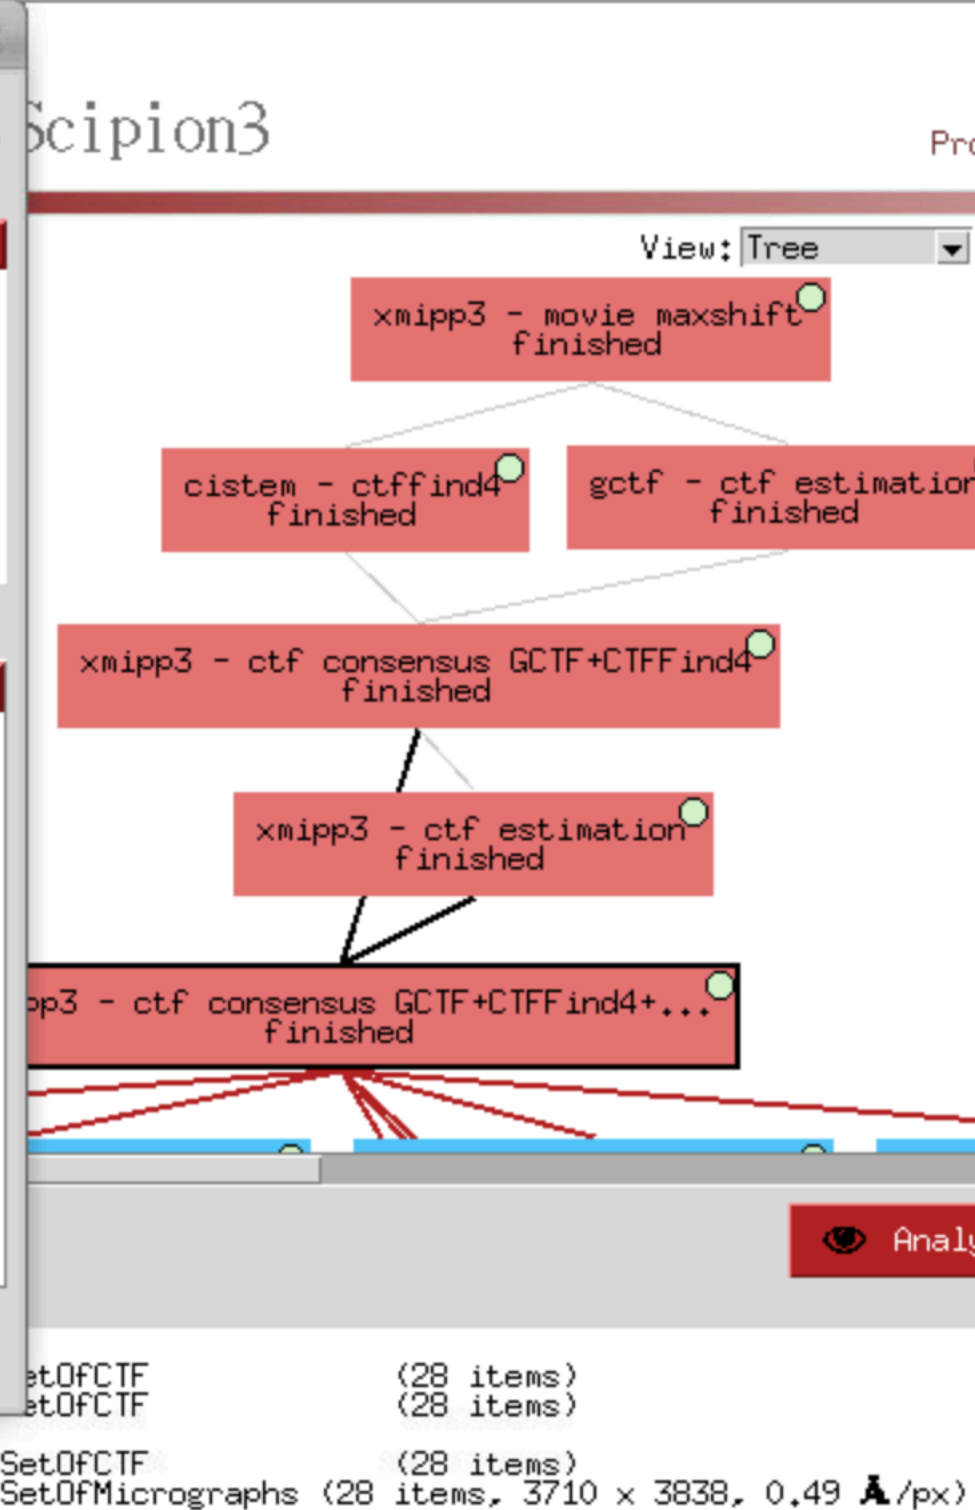 Scipion3
Pro
View: Tree
xmipp3 - movie maxshift
finished
cistem - ctffind4
finished
gctf - ctf estimation
finished
xmipp3 - ctf consensus GCTF+CTFFind4
finished
xmipp3 - ctf estimation
finished
pp3 - ctf consensus GCTF+CTFFind4+...
finished
Analy
etOfCTF (28 items)
etOfCTF (28 items)
SetOfCTF (28 items)
SetOfMicrographs (28 items, 3710 x 3838, 0.49 Å/px)